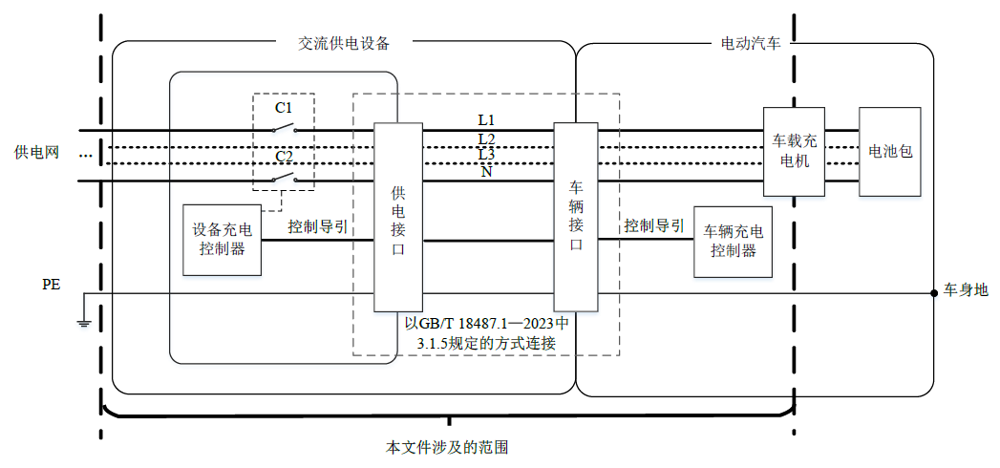 交流供电设备
电动汽车
C1
L1
L2
供电网
...
C2
L3
N
车载充
电机
电池包
供电接口
车辆接口
设备充电
控制器
控制导引
控制导引
车辆充电
控制器
PE
车身地
以GB/T 18487.1—2023中
3.1.5规定的方式连接
本文件涉及的范围